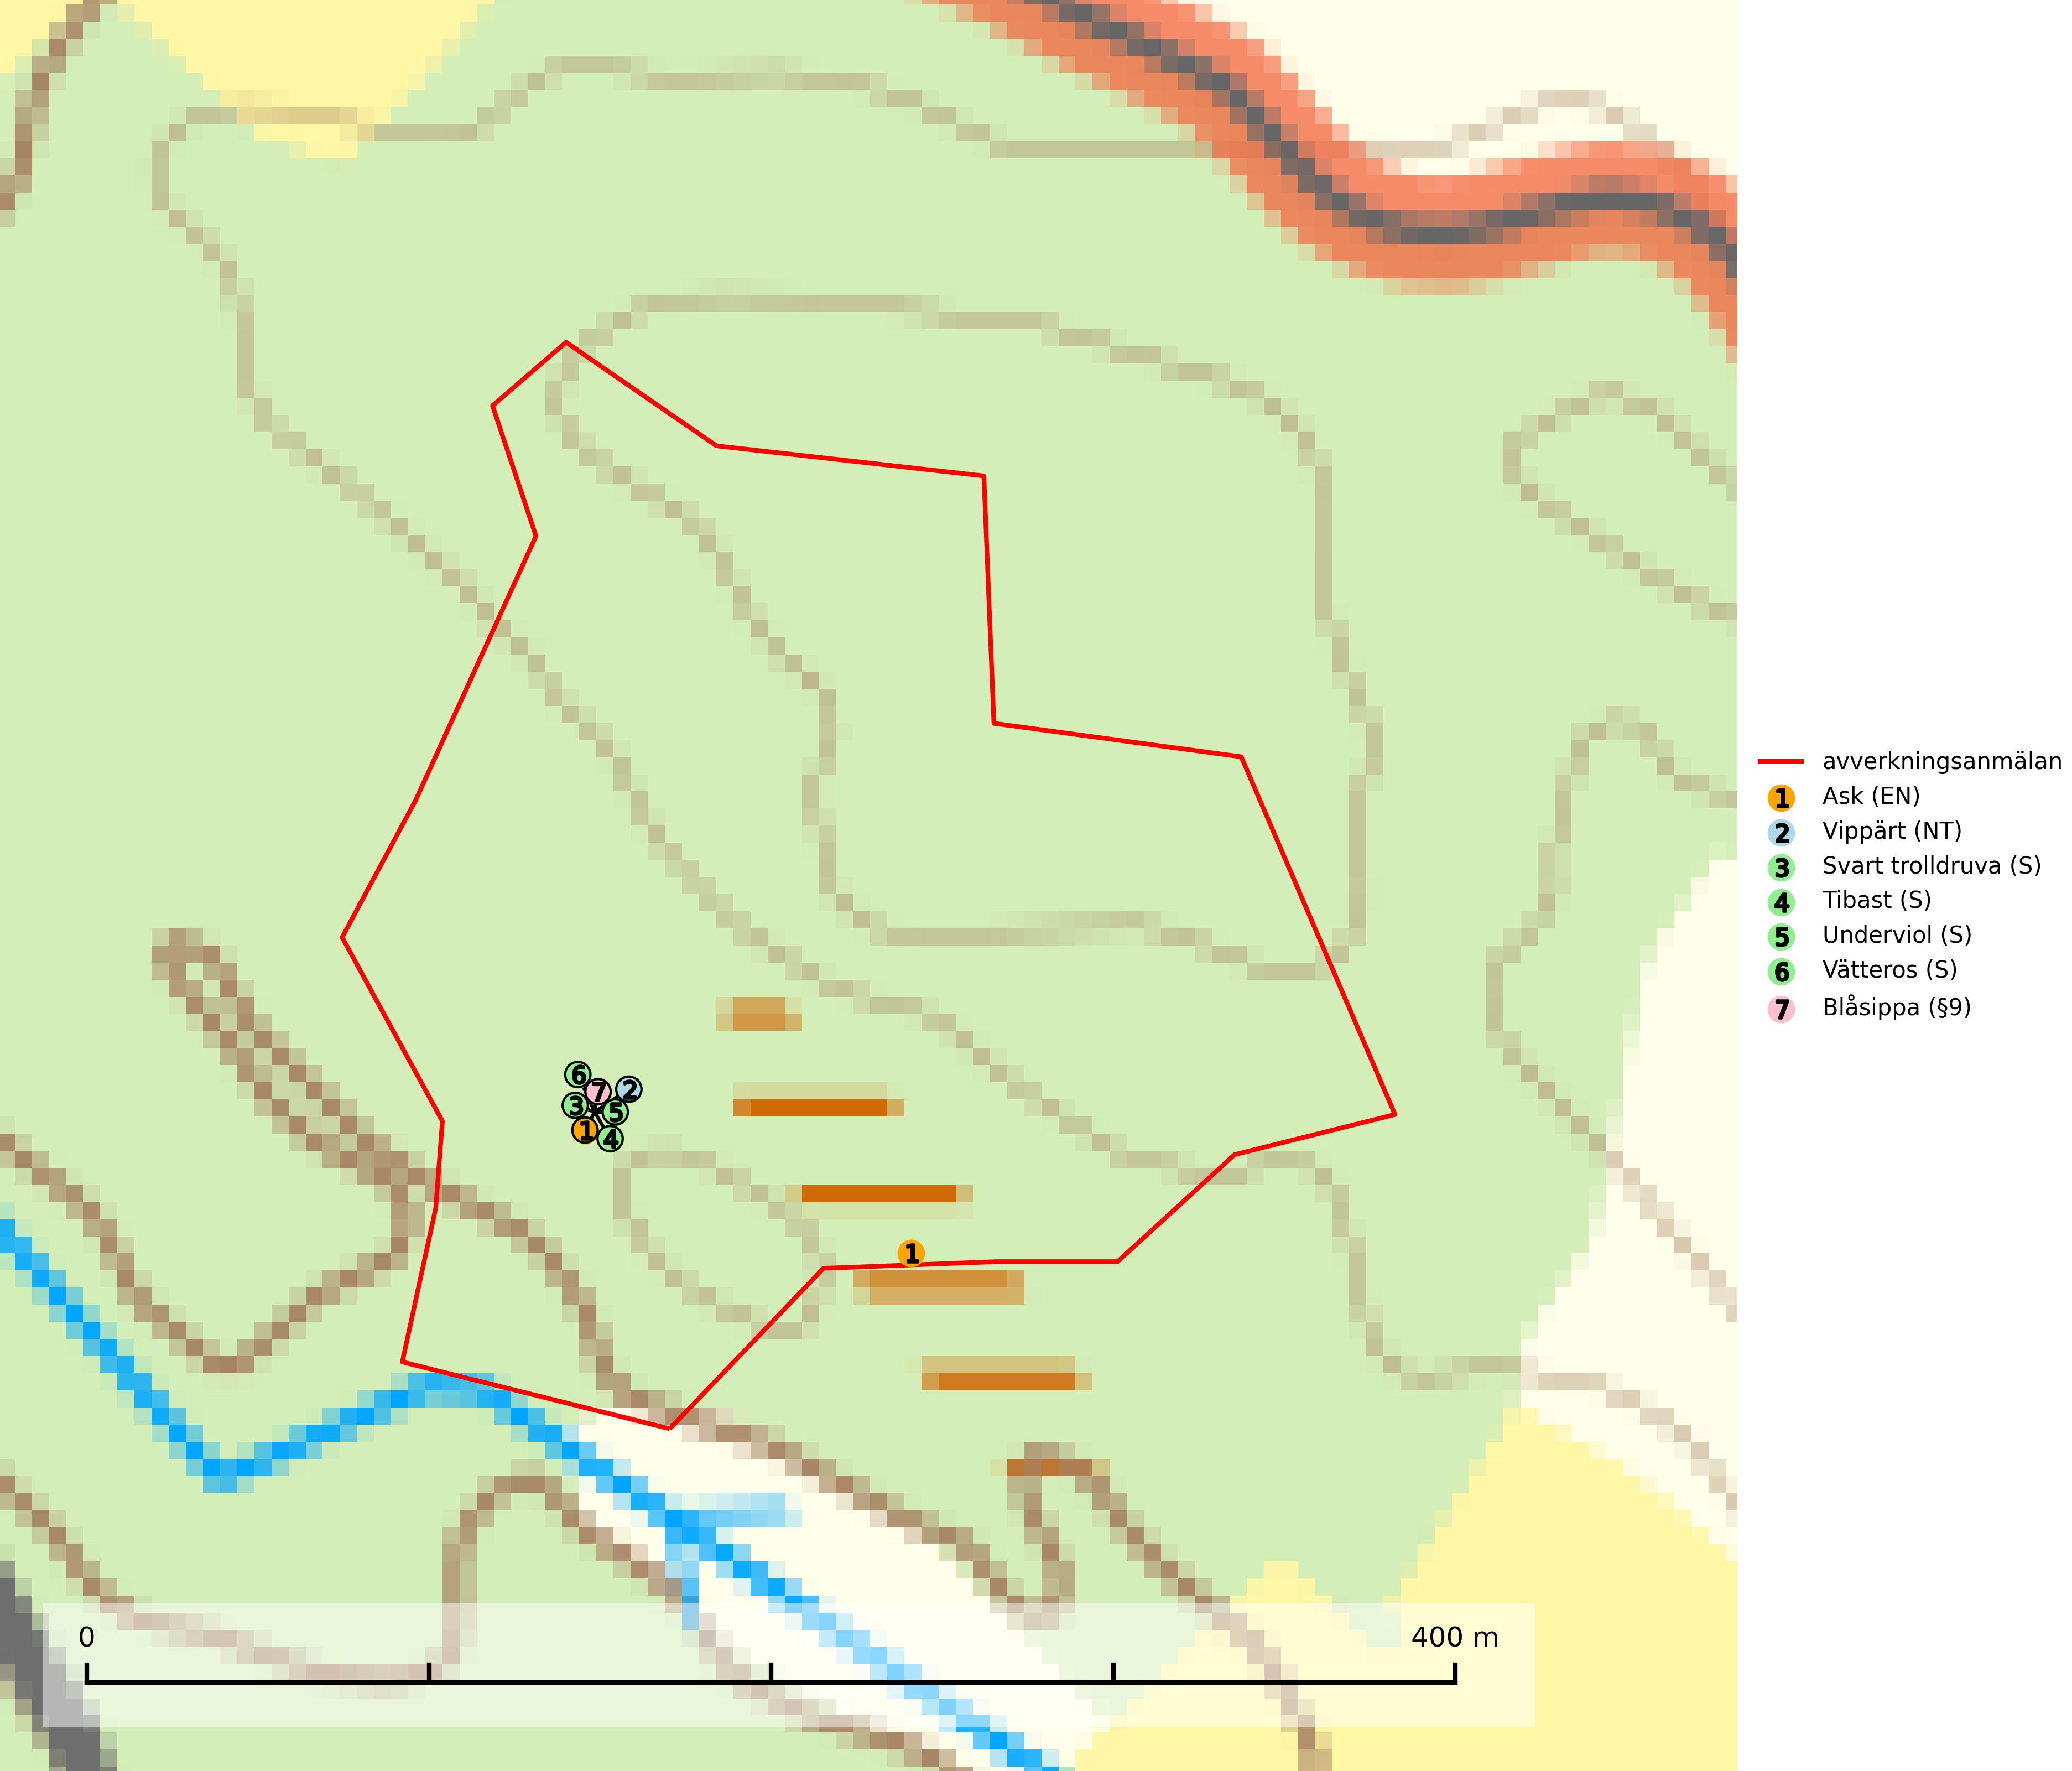 avverkningsanmälan
1 Ask (EN)
2 Vippärt (NT)
3 Svart trolldruva (S)
4 Tibast (S)
5 Underviol (S)
6 Vätteros (S)
7 Blåsippa (§9)
6
7 2
3 5
1 4
1
0 400 m